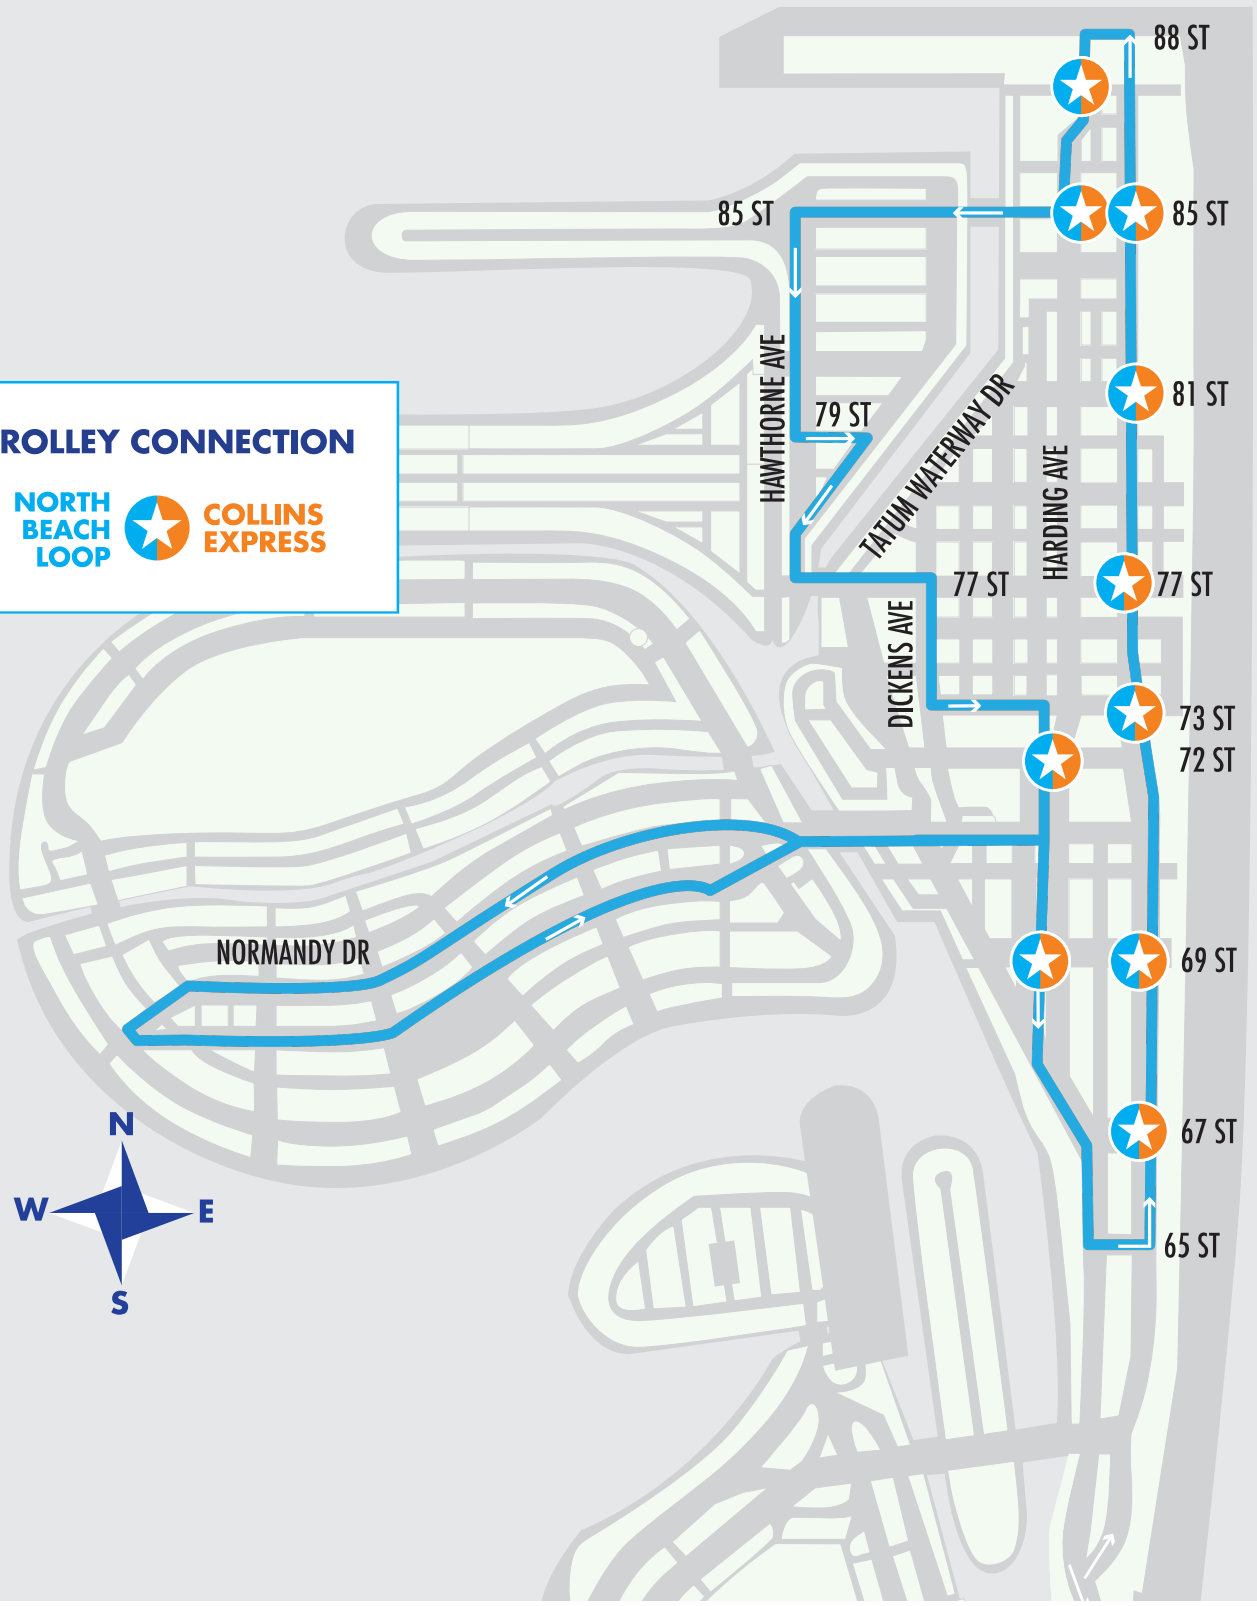 88 ST
85 ST
85 ST
HAWTHORNE AVE
81 ST
79 ST
TATUM WATERWAY DR
HARDING AVE
ROLLEY CONNECTION
NORTH
BEACH
LOOP
COLLINS
EXPRESS
77 ST
77 ST
DICKENS AVE
73 ST
72 ST
NORMANDY DR
69 ST
67 ST
65 ST
N
W
E
S